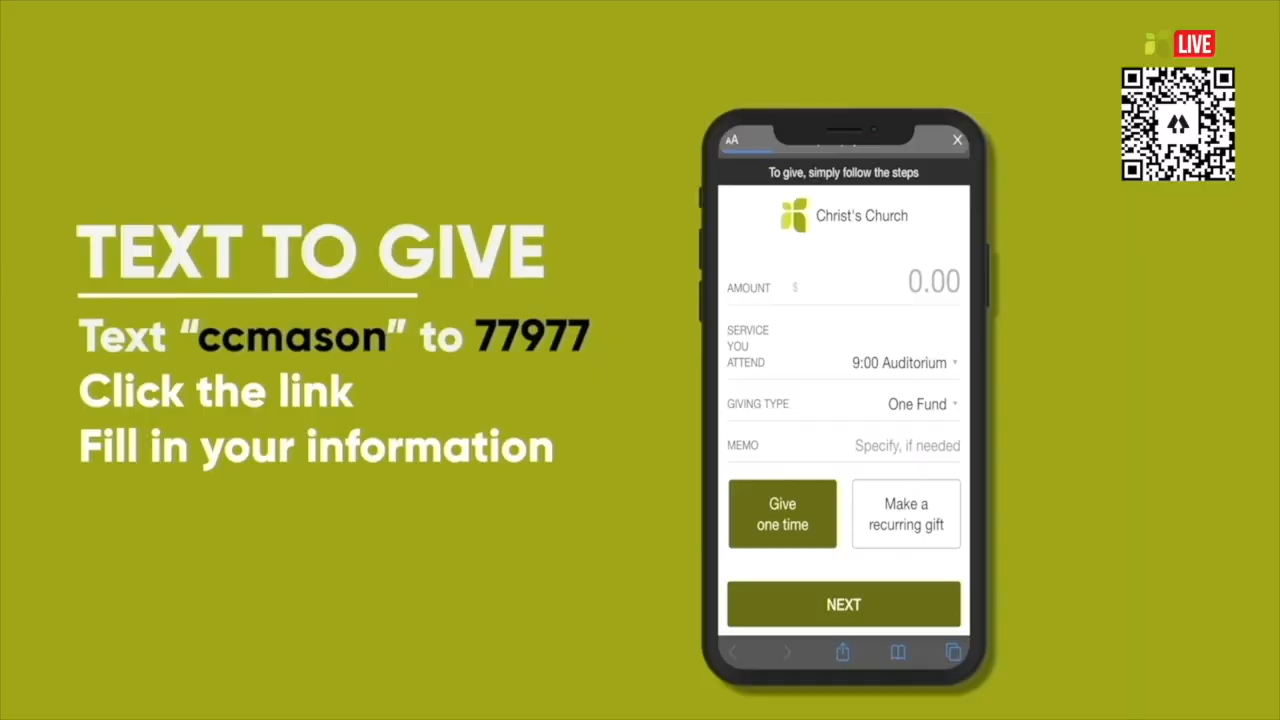 LIVE
TEXT TO GIVE
Text “ccmason” to 77977
Click the link
Fill in your information
AA
X
To give, simply follow the steps
Christ's Church
AMOUNT $ 0.00
SERVICE
YOU
ATTEND 9:00 Auditorium
GIVING TYPE One Fund
MEMO Specify, if needed
Give
one time
Make a
recurring gift
NEXT